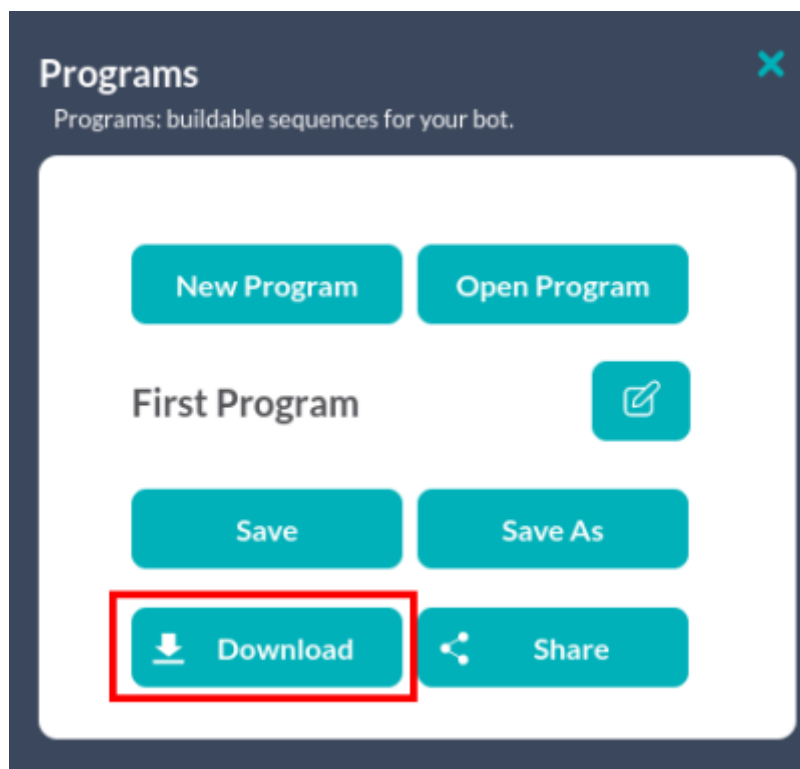 Programs
Programs: buildable sequences for your bot.
New Program
Open Program
First Program
Save
Save As
Download
Share